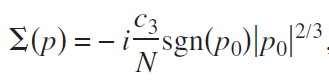 Σ(p) = − i c₃/N sgn(p₀)|p₀|^{2/3},